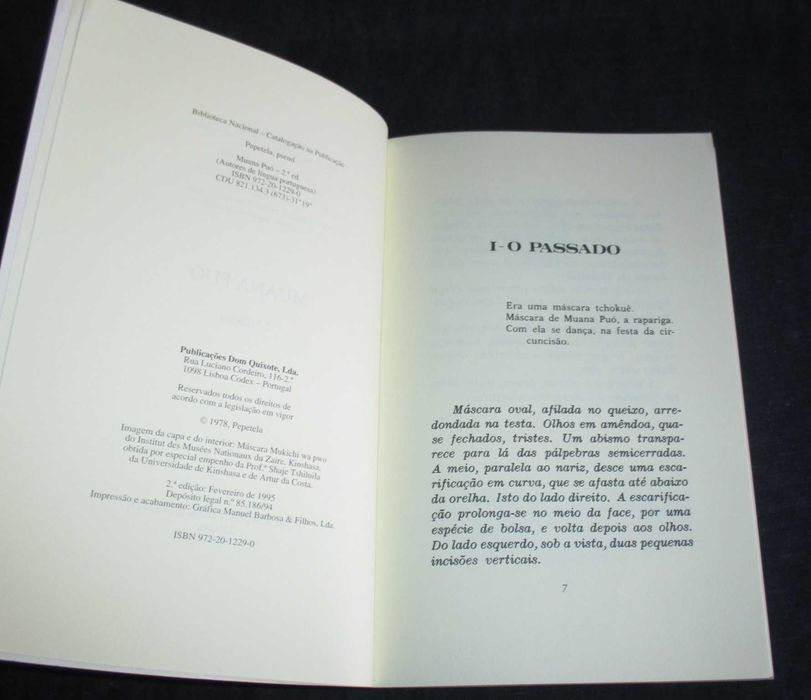 Biblioteca Nacional – Catalogação na Publicação
Pepetela, pseud.
Muana Puó – 2.ª ed.
(Autores de língua portuguesa)
ISBN 972-20-1229-0
CDU 821.134.3 (673)-31"19"
MUANA PUÓ
Publicações Dom Quixote, Lda.
Rua Luciano Cordeiro, 116-2.º
1098 Lisboa Codex – Portugal
Reservados todos os direitos de
acordo com a legislação em vigor
© 1978, Pepetela
Imagem da capa e do interior: Máscara Mukichi wa pwo
do Institut des Musées Nationaux du Zaire, Kinshasa,
obtida por especial empenho da Prof.ª Shaje Tshiluila
da Universidade de Kinshasa e de Artur da Costa.
2.ª edição: Fevereiro de 1995
Depósito legal n.º 85.186/94
Impressão e acabamento: Gráfica Manuel Barbosa & Filhos, Lda.
ISBN 972-20-1229-0
I - O PASSADO
Era uma máscara tchokuê.
Máscara de Muana Puó, a rapariga.
Com ela se dança, na festa da cir-
cuncisão.
Máscara oval, afilada no queixo, arre-
dondada na testa. Olhos em amêndoa, qua-
se fechados, tristes. Um abismo transpa-
rece para lá das pálpebras semicerradas.
A meio, paralela ao nariz, desce uma esca-
rificação em curva, que se afasta até abaixo
da orelha. Isto do lado direito. A escarifica-
ção prolonga-se no meio da face, por uma
espécie de bolsa, e volta depois aos olhos.
Do lado esquerdo, sob a vista, duas pequenas
incisões verticais.
7